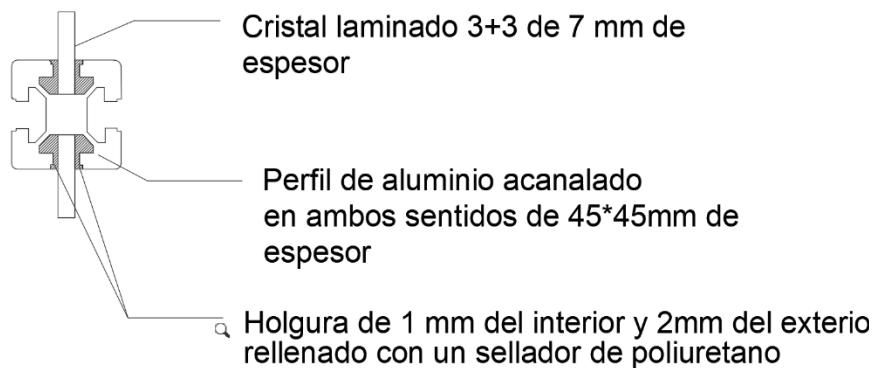 Cristal laminado 3+3 de 7 mm de
espesor
Perfil de aluminio acanalado
en ambos sentidos de 45*45mm de
espesor
Holgura de 1 mm del interior y 2mm del exterio
rellenado con un sellador de poliuretano